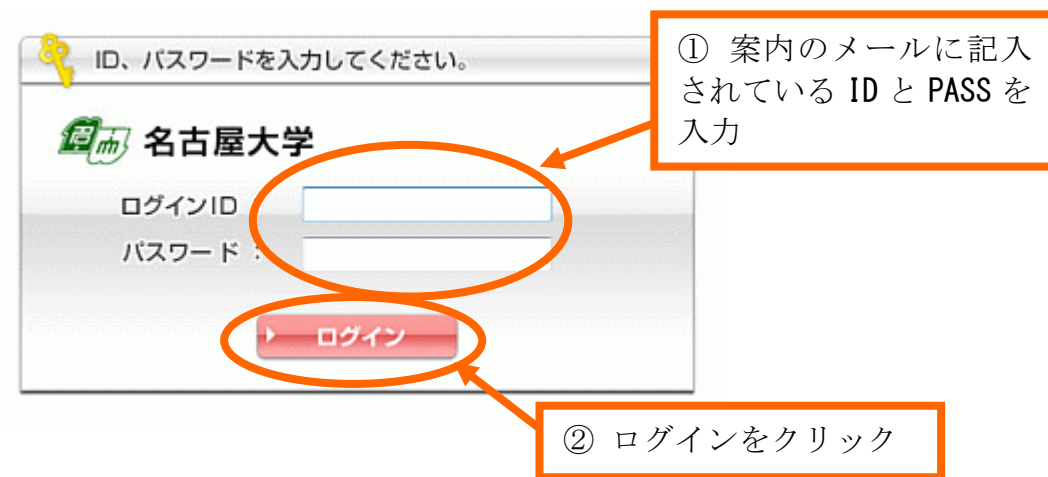 ID、パスワードを入力してください。
① 案内のメールに記入
されている ID と PASS を
入力
名古屋大学
ログインID
パスワード :
ログイン
② ログインをクリック